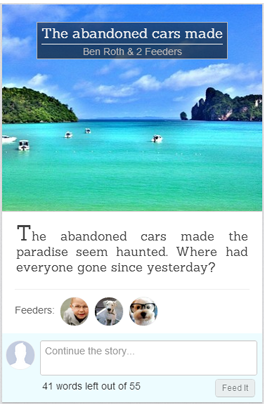 The abandoned cars made
Ben Roth & 2 Feeders
The abandoned cars made the
paradise seem haunted. Where had
everyone gone since yesterday?
Feeders:
Continue the story...
41 words left out of 55
Feed It